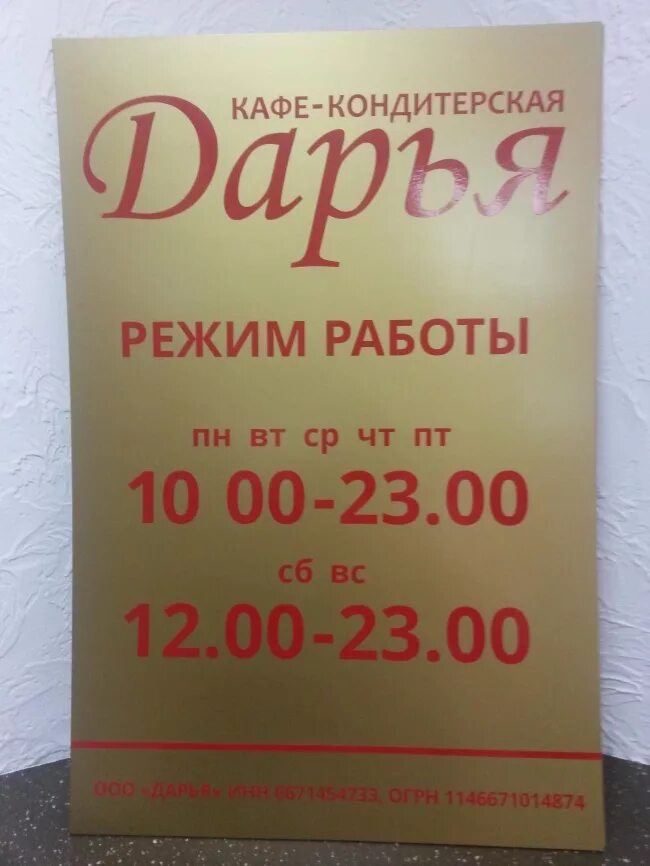 КАФЕ-КОНДИТЕРСКАЯ
Дарья
РЕЖИМ РАБОТЫ
пн вт ср чт пт
10 00-23.00
сб вс
12.00-23.00
ООО «ДАРЬЯ» ИНН 6671454733, ОГРН 1146671014874